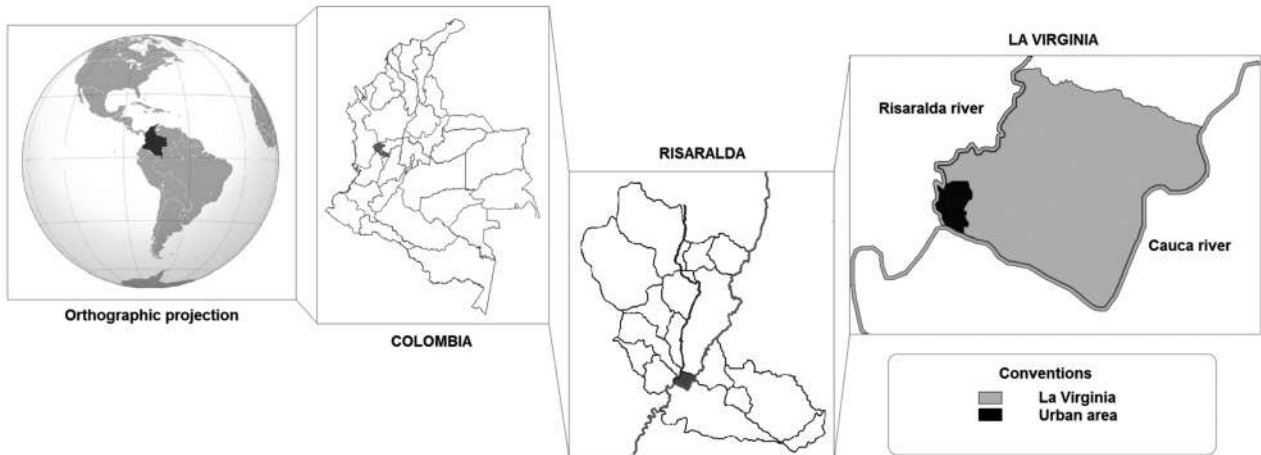 Orthographic projection
COLOMBIA
RISARALDA
LA VIRGINIA
Risaralda river
Cauca river
Conventions
La Virginia
Urban area